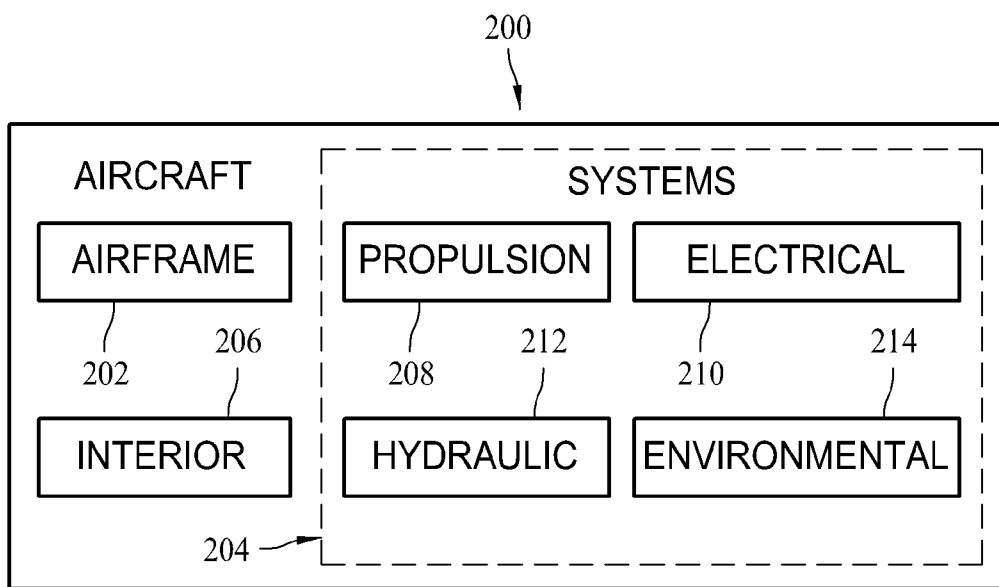 200
AIRCRAFT
SYSTEMS
AIRFRAME
PROPULSION
ELECTRICAL
206
212
214
202
208
210
INTERIOR
HYDRAULIC
ENVIRONMENTAL
204